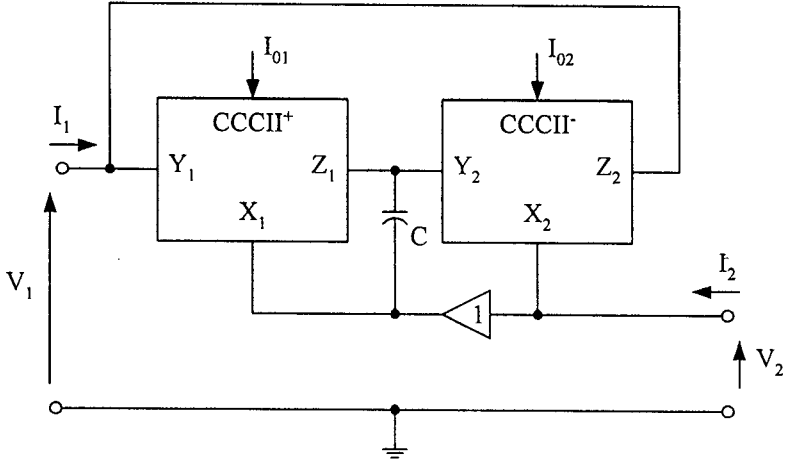 I₀₁
I₀₂
I₁
CCCII⁺
CCCII⁻
Y₁
Z₁
Y₂
Z₂
X₁
X₂
C
I₂
V₁
1
V₂